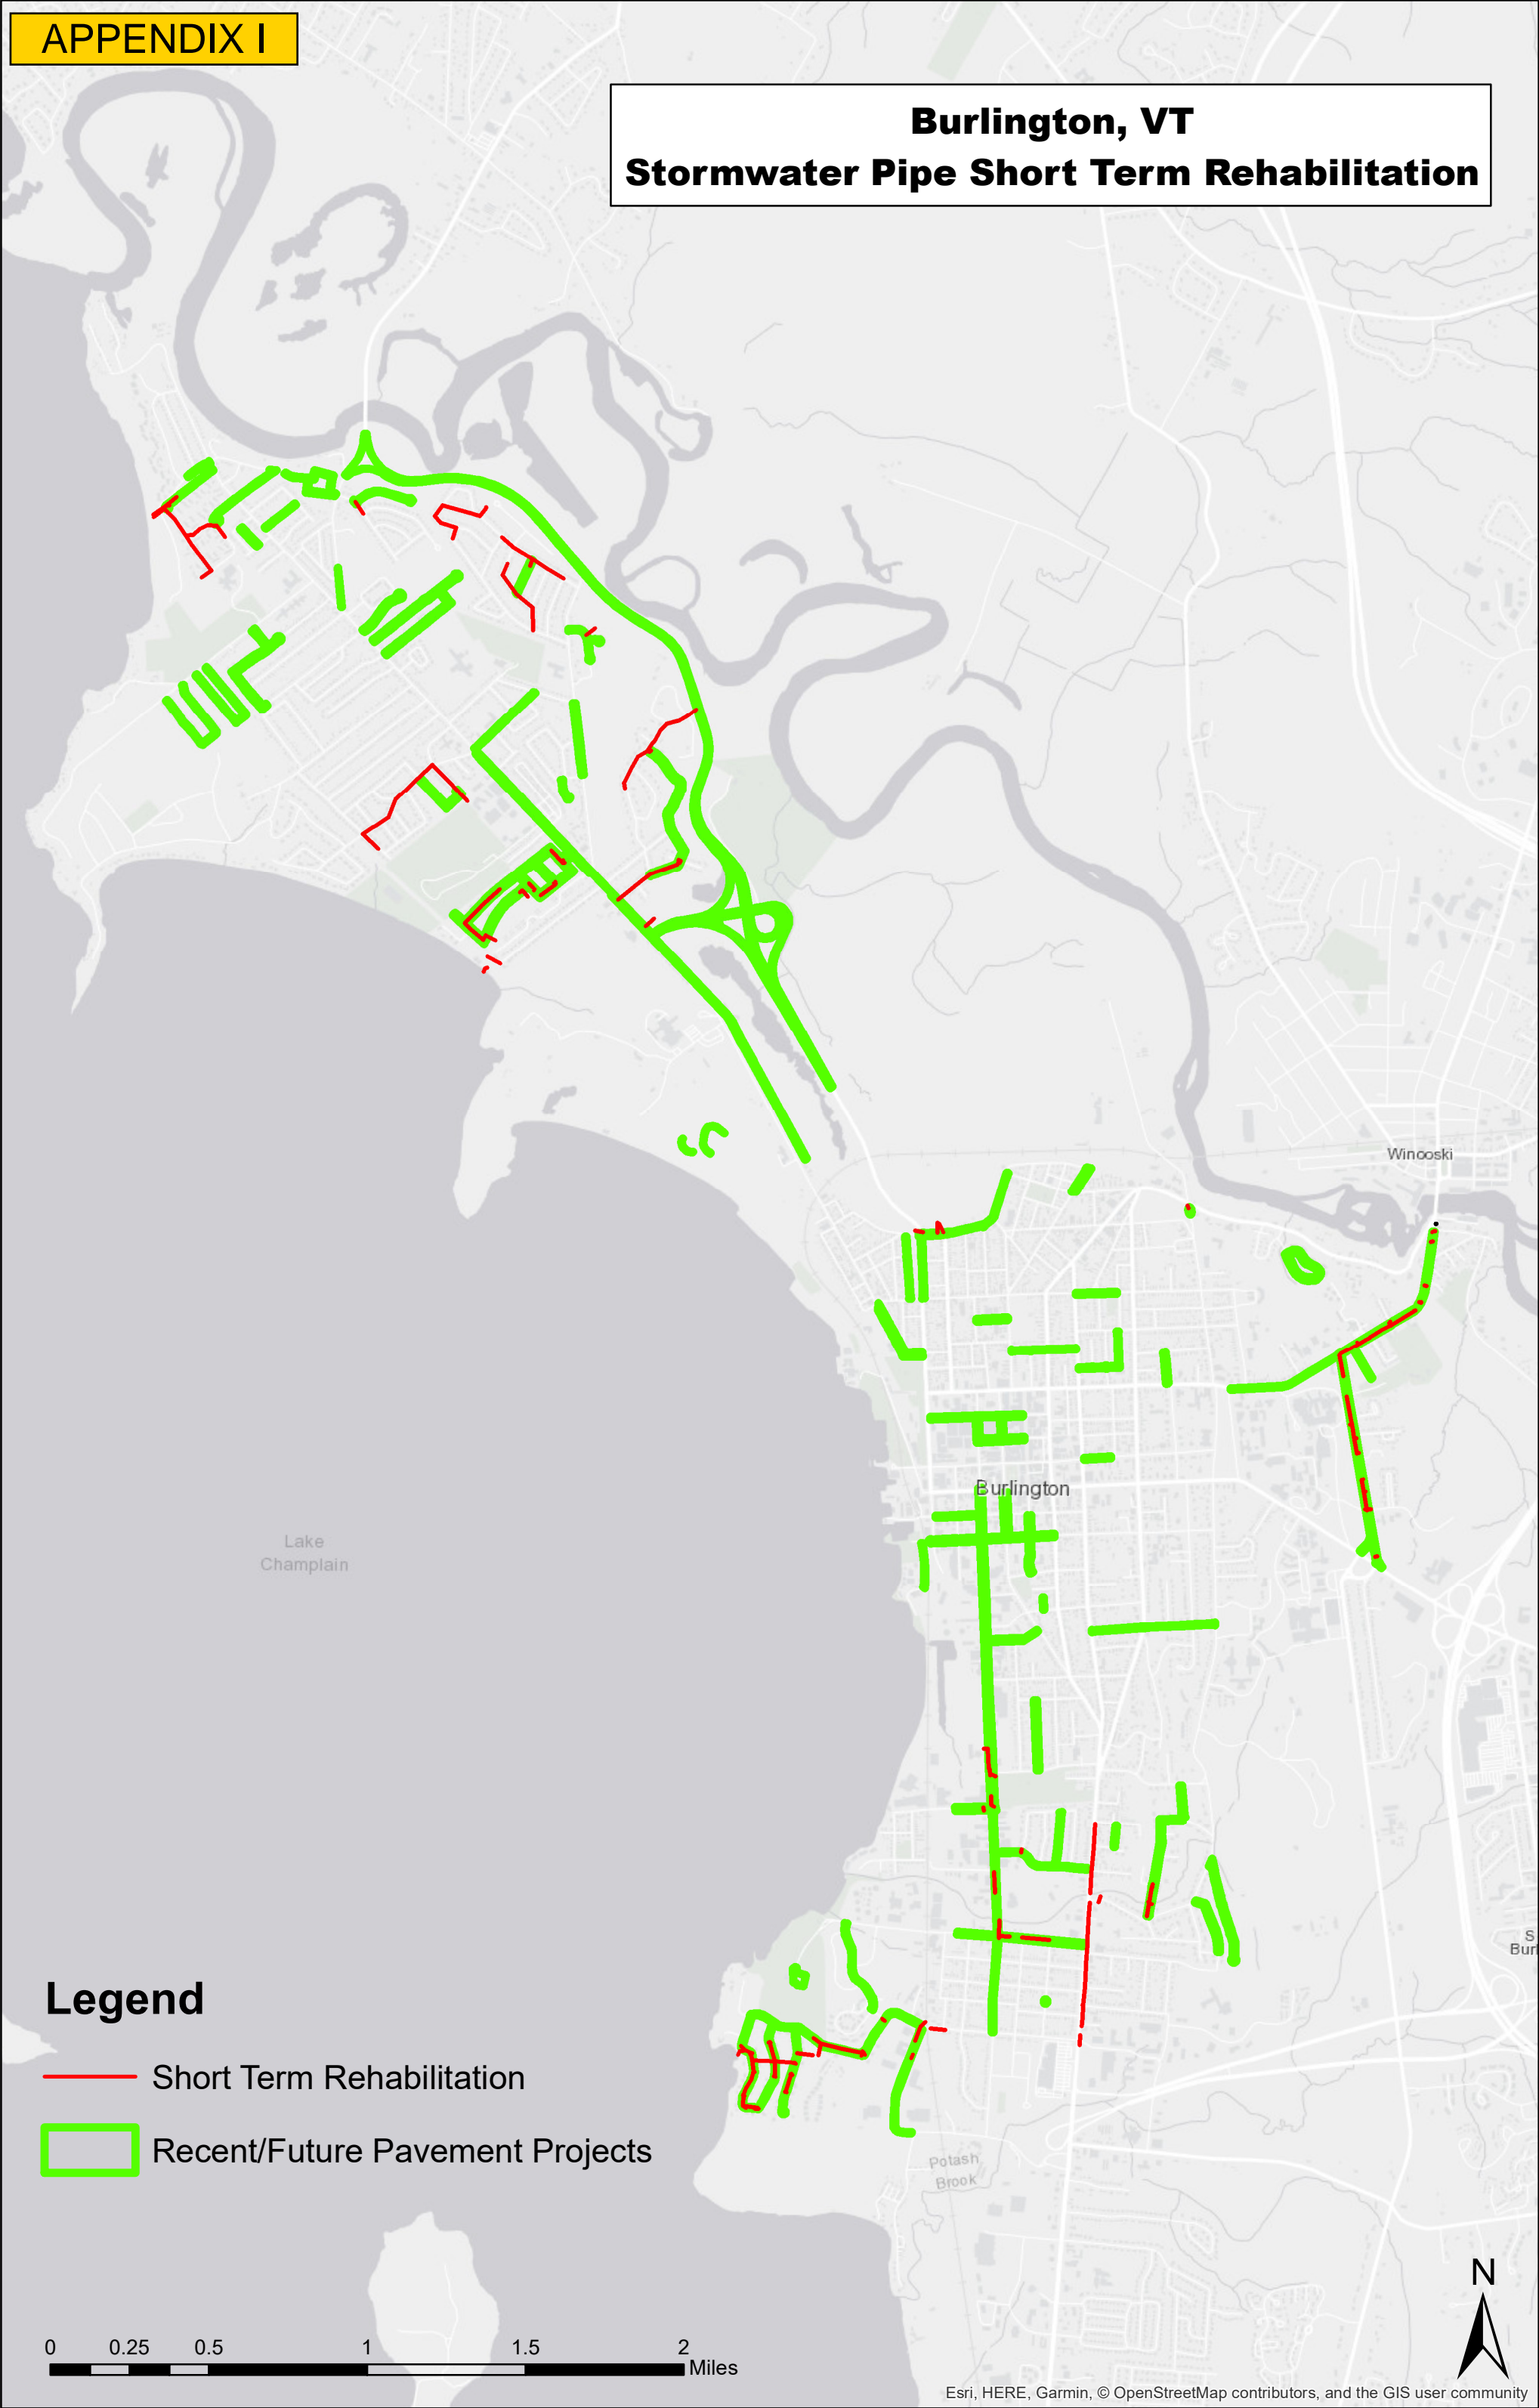 APPENDIX I
Burlington, VT
Stormwater Pipe Short Term Rehabilitation
Winooski
Burlington
Lake
Champlain
S
Burl
Legend
Short Term Rehabilitation
Recent/Future Pavement Projects
Potash
Brook
N
0 0.25 0.5 1 1.5 2
Miles
Esri, HERE, Garmin, © OpenStreetMap contributors, and the GIS user community